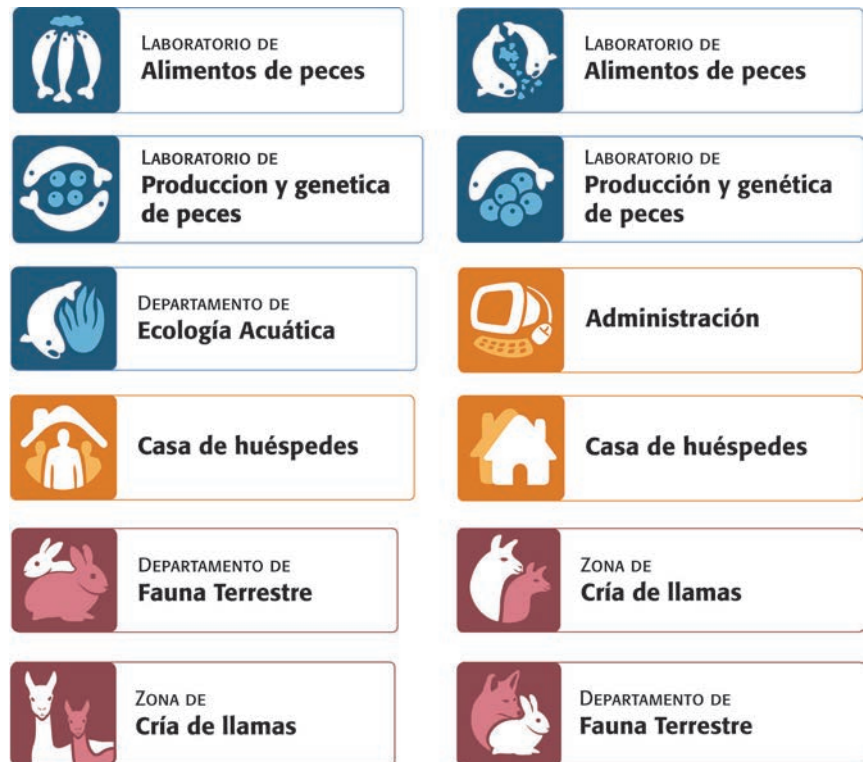 Laboratorio de
Alimentos de peces
Laboratorio de
Alimentos de peces
Laboratorio de
Produccion y genetica
de peces
Laboratorio de
Producción y genética
de peces
Departamento de
Ecología Acuática
Administración
Casa de huéspedes
Casa de huéspedes
Departamento de
Fauna Terrestre
Zona de
Cría de llamas
Zona de
Cría de llamas
Departamento de
Fauna Terrestre